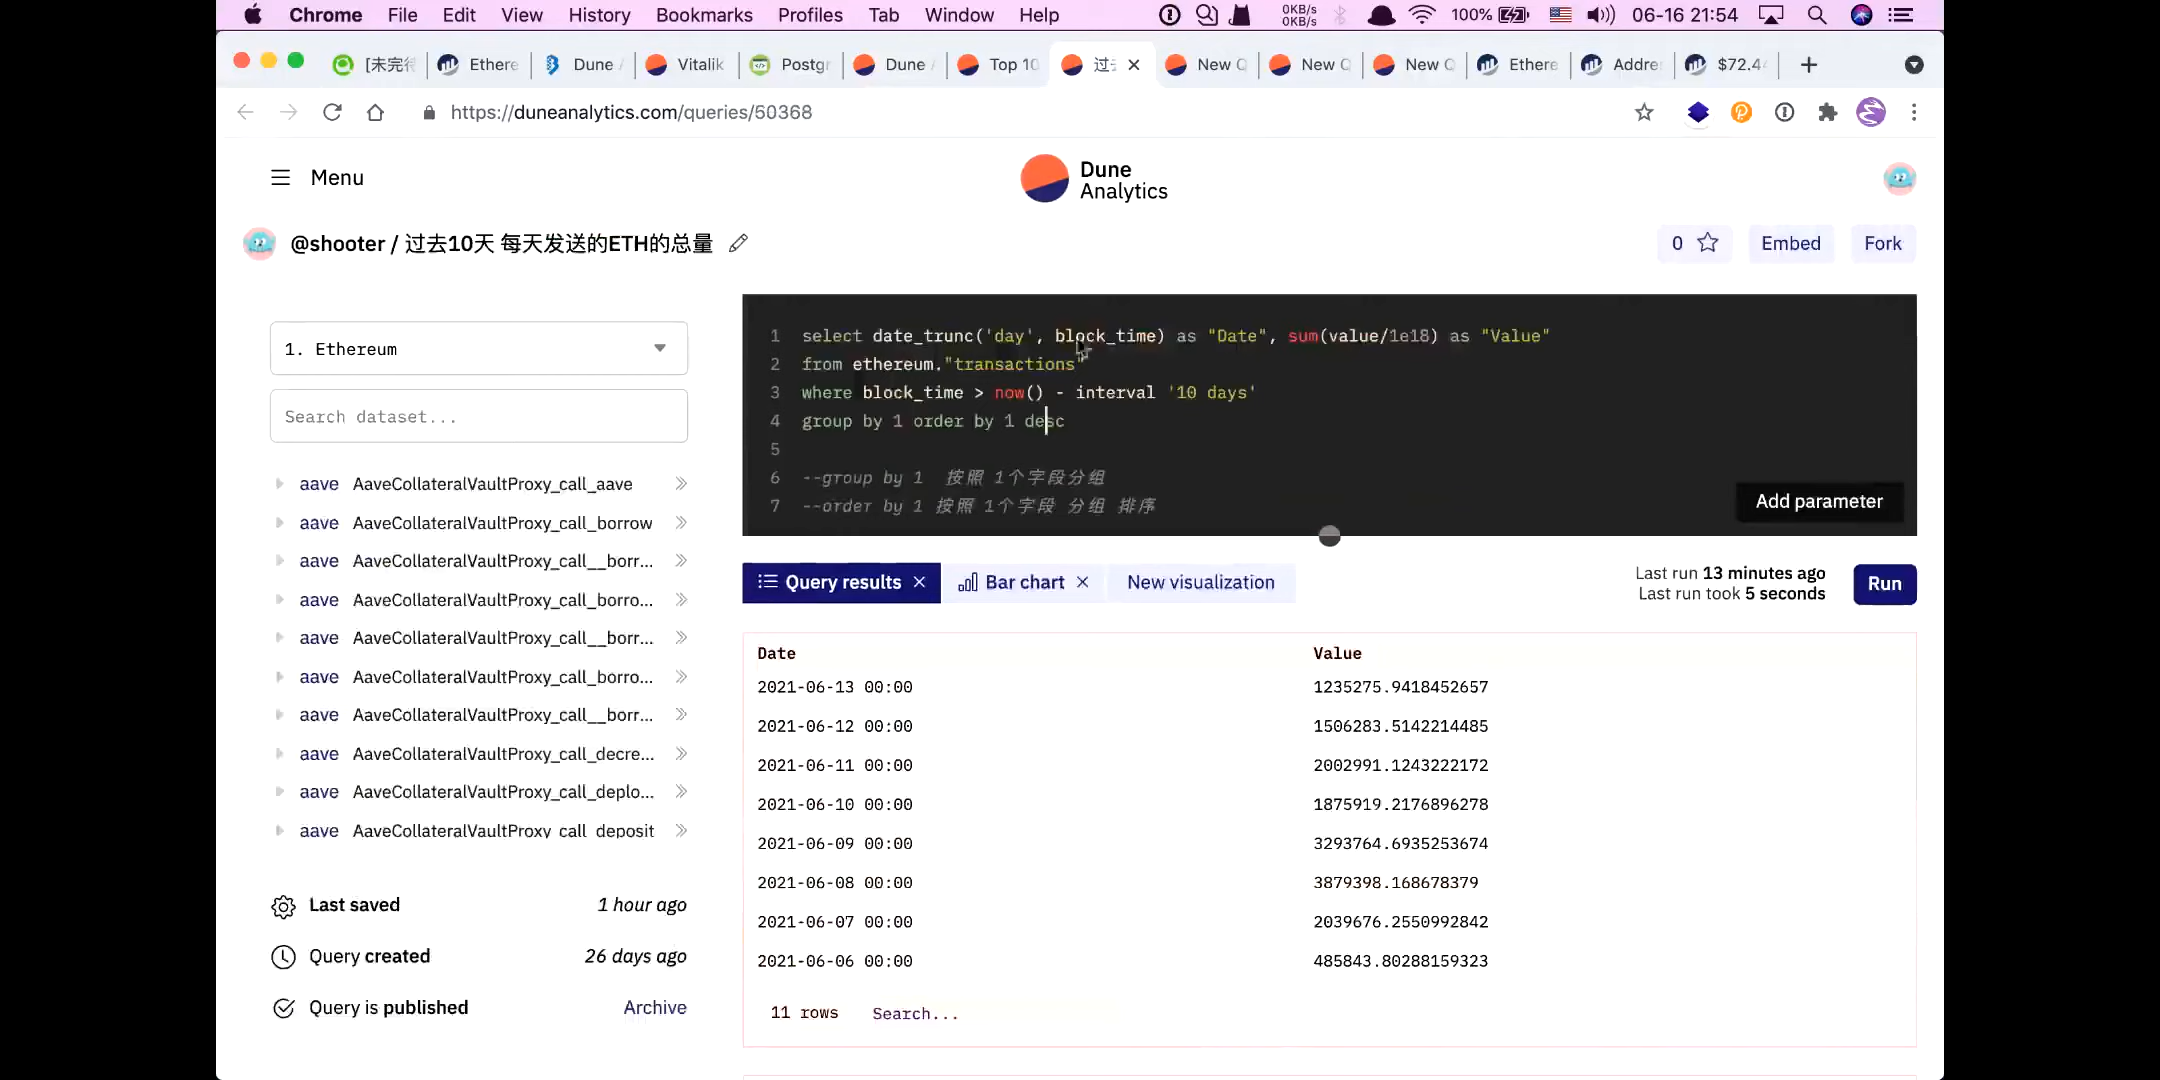 Chrome File Edit View History Bookmarks Profiles Tab Window Help 0KB/s 0KB/s 100% 06-16 21:54
[未完待 Ethere Dune Vitalik Postgr Dune Top 10 过 New Q New Q New Q Ethere Addre $72.4
https://duneanalytics.com/queries/50368
Menu
Dune
Analytics
@shooter / 过去10天 每天发送的ETH的总量
0 Embed Fork
1. Ethereum
Search dataset...
aave AaveCollateralVaultProxy_call_aave
aave AaveCollateralVaultProxy_call_borrow
aave AaveCollateralVaultProxy_call__borr...
aave AaveCollateralVaultProxy_call_borro...
aave AaveCollateralVaultProxy_call__borr...
aave AaveCollateralVaultProxy_call_borro...
aave AaveCollateralVaultProxy_call__borr...
aave AaveCollateralVaultProxy_call_decre...
aave AaveCollateralVaultProxy_call_deplo...
aave AaveCollateralVaultProxy_call_deposit
Last saved 1 hour ago
Query created 26 days ago
Query is published Archive
1 select date_trunc('day', block_time) as "Date", sum(value/1e18) as "Value"
2 from ethereum."transactions"
3 where block_time > now() - interval '10 days'
4 group by 1 order by 1 desc
5
6 --group by 1 按照 1个字段分组
7 --order by 1 按照 1个字段 分组 排序
Add parameter
Query results Bar chart New visualization
Last run 13 minutes ago
Last run took 5 seconds
Run
Date Value
2021-06-13 00:00 1235275.9418452657
2021-06-12 00:00 1506283.5142214485
2021-06-11 00:00 2002991.1243222172
2021-06-10 00:00 1875919.2176896278
2021-06-09 00:00 3293764.6935253674
2021-06-08 00:00 3879398.168678379
2021-06-07 00:00 2039676.2550992842
2021-06-06 00:00 485843.80288159323
11 rows Search...